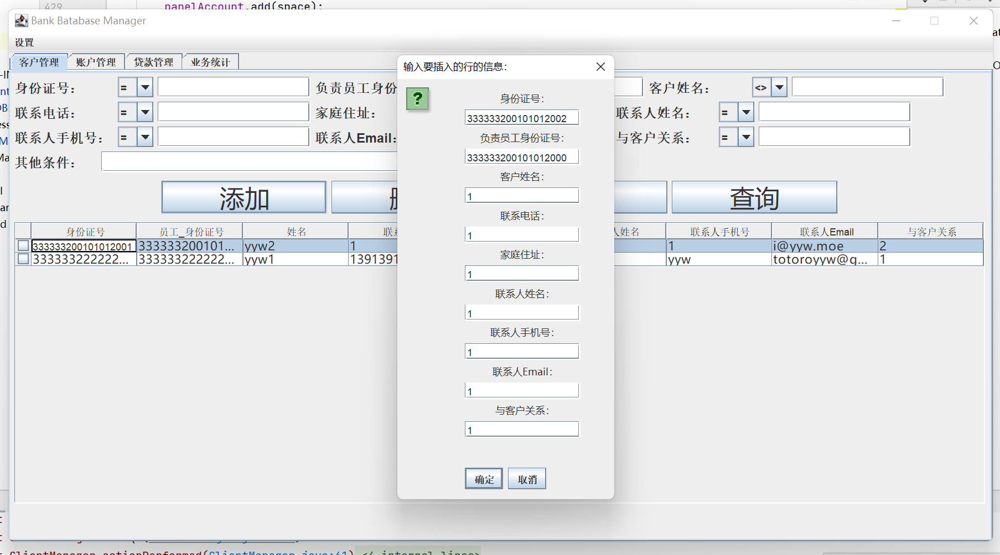 429
panelAccount.add(space);
Bank Batabase Manager
设置
客户管理 账户管理 贷款管理 业务统计
输入要插入的行的信息:
身份证号: = 负责员工身份 客户姓名: <>
联系电话: = 家庭住址: 联系人姓名: =
联系人手机号: = 联系人Email: 与客户关系: =
其他条件:
添加 查询
身份证号 员工_身份证号 姓名 联系 人姓名 联系人手机号 联系人Email 与客户关系
333333200101012001 333333200101... yyw2 1 1 i@yyw.moe 2
333333222222... 333333222222... yyw1 139139 yyw totoroyyw@q... 1
?
身份证号:
333333200101012002
负责员工身份证号:
333333200101012000
客户姓名:
1
联系电话:
1
家庭住址:
1
联系人姓名:
1
联系人手机号:
1
联系人Email:
1
与客户关系:
1
确定 取消
ClientManager.actionPerformed(ClientManager.java:61) <4 internal lines>